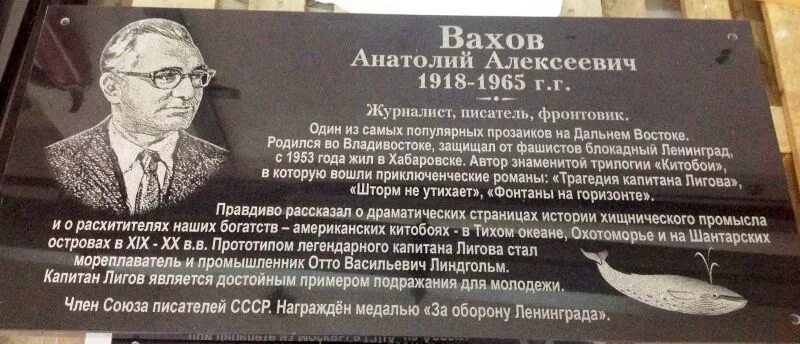 Вахов
Анатолий Алексеевич
1918-1965 г.г.
Журналист, писатель, фронтовик.
Один из самых популярных прозаиков на Дальнем Востоке.
Родился во Владивостоке, защищал от фашистов блокадный Ленинград,
с 1953 года жил в Хабаровске. Автор знаменитой трилогии «Китобои»,
в которую вошли приключенческие романы: «Трагедия капитана Лигова»,
«Шторм не утихает», «Фонтаны на горизонте».
Правдиво рассказал о драматических страницах истории хищнического промысла
и о расхитителях наших богатств – американских китобоях - в Тихом океане, Охотоморье и на Шантарских
островах в XIX - XX в.в. Прототипом легендарного капитана Лигова стал
мореплаватель и промышленник Отто Васильевич Линдгольм.
Капитан Лигов является достойным примером подражания для молодежи.
Член Союза писателей СССР. Награждён медалью «За оборону Ленинграда».